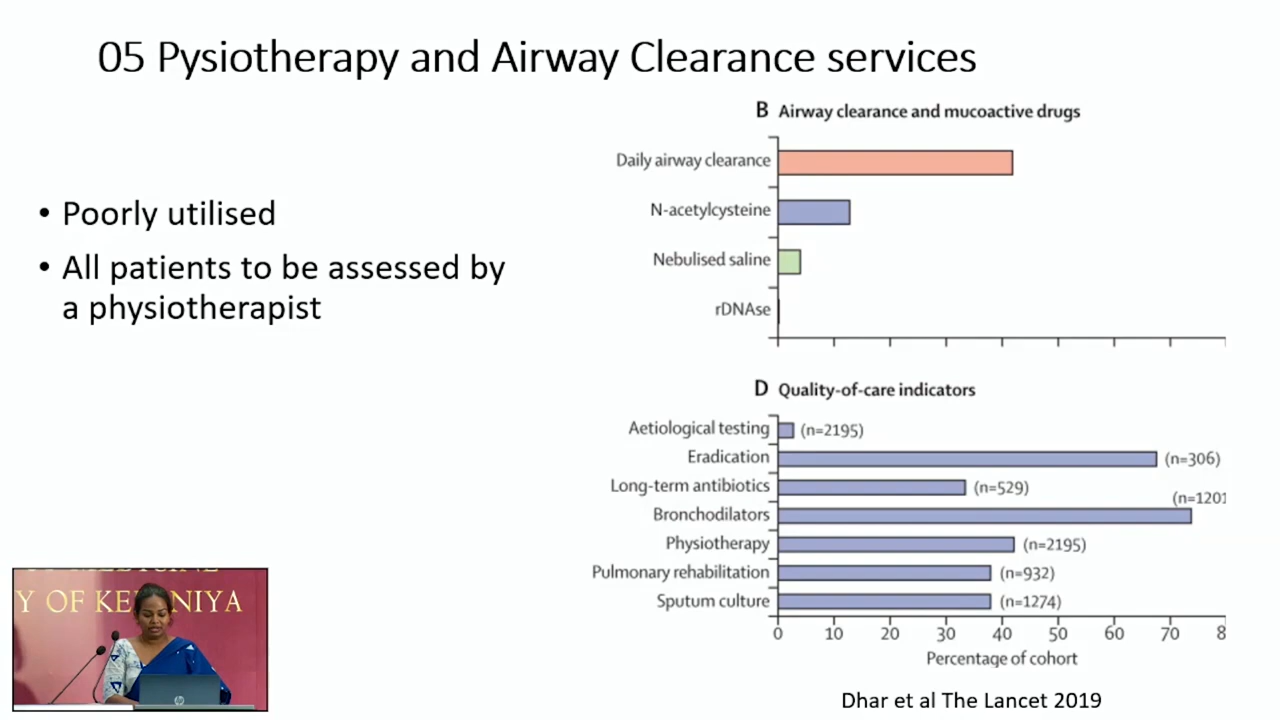 05 Pysiotherapy and Airway Clearance services
• Poorly utilised
• All patients to be assessed by
a physiotherapist
B Airway clearance and mucoactive drugs
Daily airway clearance
N-acetylcysteine
Nebulised saline
rDNAse
D Quality-of-care indicators
Aetiological testing (n=2195)
Eradication (n=306)
Long-term antibiotics (n=529)
(n=1201
Bronchodilators
Physiotherapy (n=2195)
Pulmonary rehabilitation (n=932)
Sputum culture (n=1274)
0 10 20 30 40 50 60 70 8
Percentage of cohort
Dhar et al The Lancet 2019
Y OF KE NIYA
hp